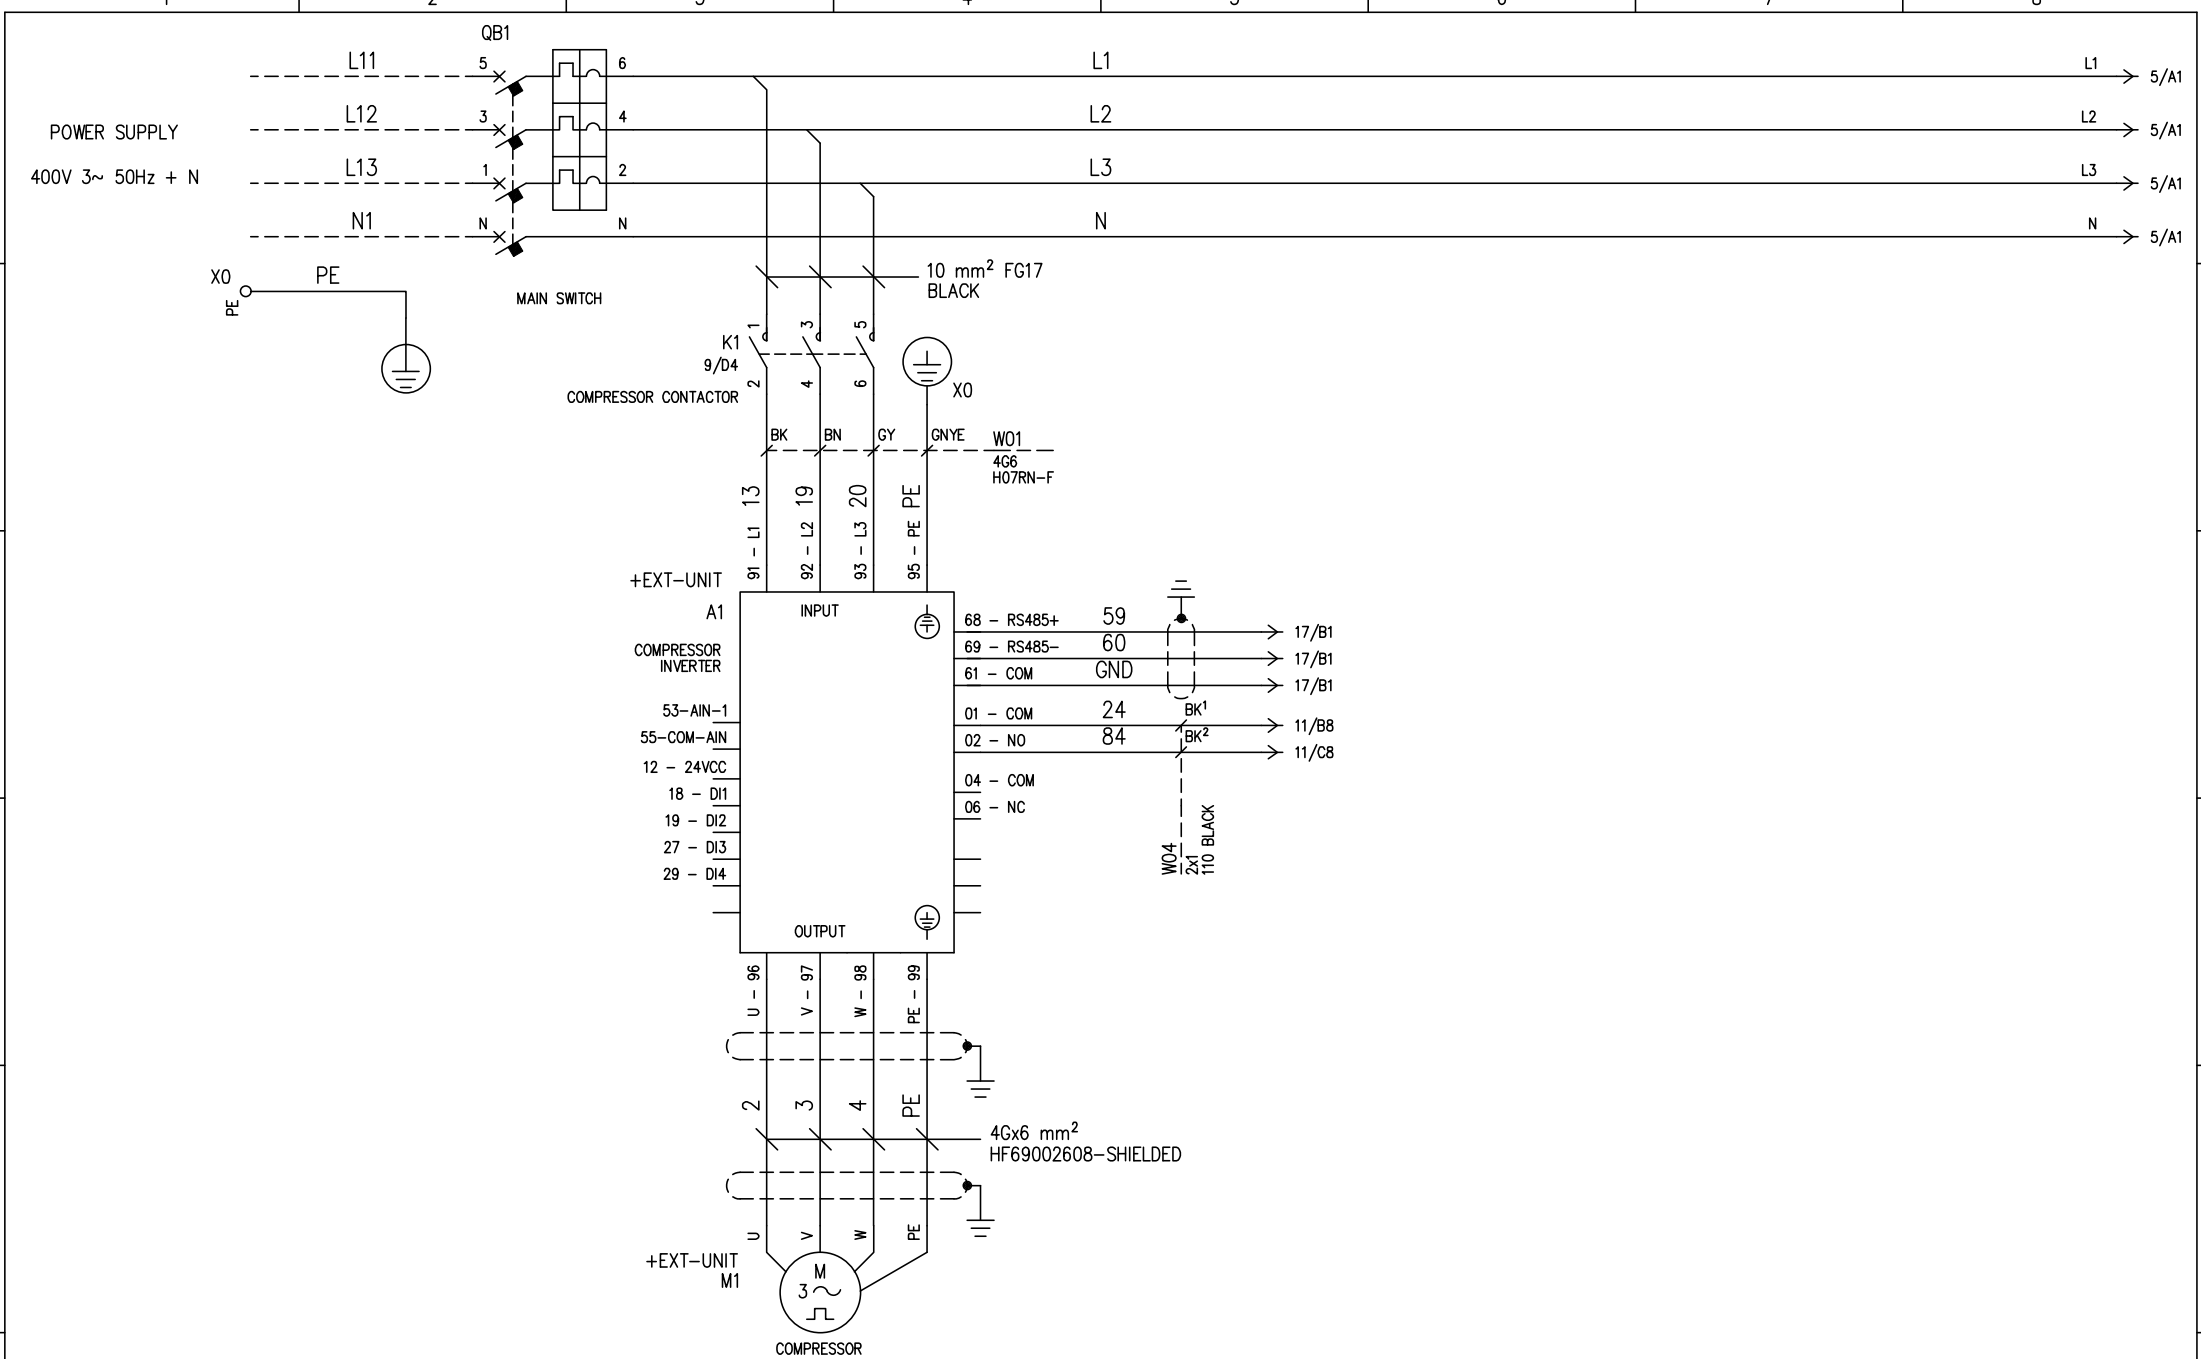 QB1
L11
5
6
L1
L1
5/A1
L12
3
4
L2
L2
5/A1
POWER SUPPLY
L13
1
2
L3
L3
5/A1
400V 3~ 50Hz + N
N1
N
N
N
N
5/A1
X0
PE
PE
MAIN SWITCH
10 mm² FG17
BLACK
1
3
5
K1
9/D4
2
4
6
COMPRESSOR CONTACTOR
X0
BK
BN
GY
GNYE
W01
4G6
H07RN-F
13
19
20
PE
91 - L1
92 - L2
93 - L3
95 - PE
+EXT-UNIT
A1
INPUT
COMPRESSOR
INVERTER
68 - RS485+
59
17/B1
69 - RS485-
60
17/B1
61 - COM
GND
17/B1
53-AIN-1
01 - COM
24
BK¹
11/B8
55-COM-AIN
02 - NO
84
BK²
11/C8
12 - 24VCC
04 - COM
18 - DI1
06 - NC
19 - DI2
27 - DI3
29 - DI4
W04
2x1
110 BLACK
OUTPUT
U - 96
V - 97
W - 98
PE - 99
2
3
4
PE
4Gx6 mm²
HF69002608-SHIELDED
U
V
W
PE
+EXT-UNIT
M1
M
3~
COMPRESSOR